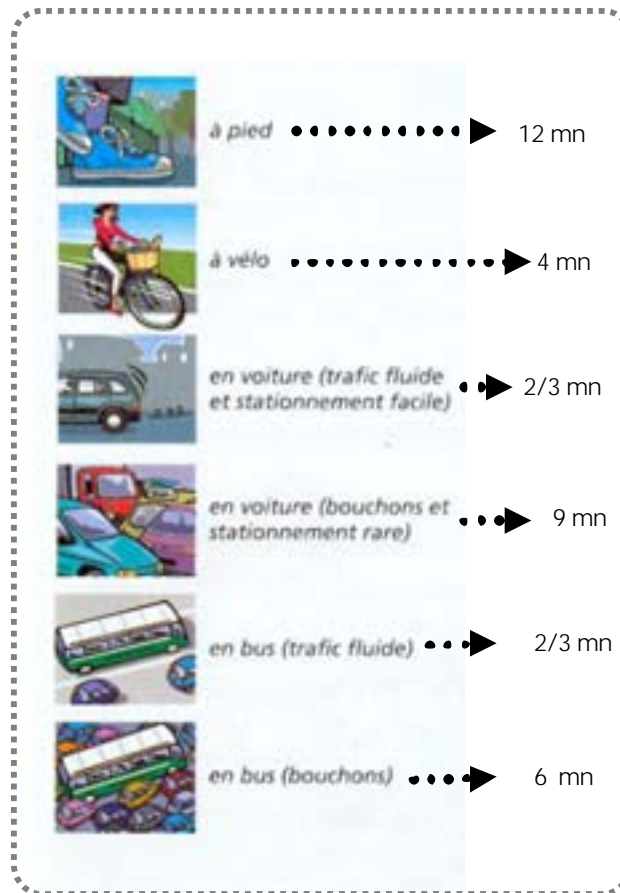 à pied 12 mn
à vélo 4 mn
en voiture (trafic fluide
et stationnement facile) 2/3 mn
en voiture (bouchons et
stationnement rare) 9 mn
en bus (trafic fluide) 2/3 mn
en bus (bouchons) 6 mn